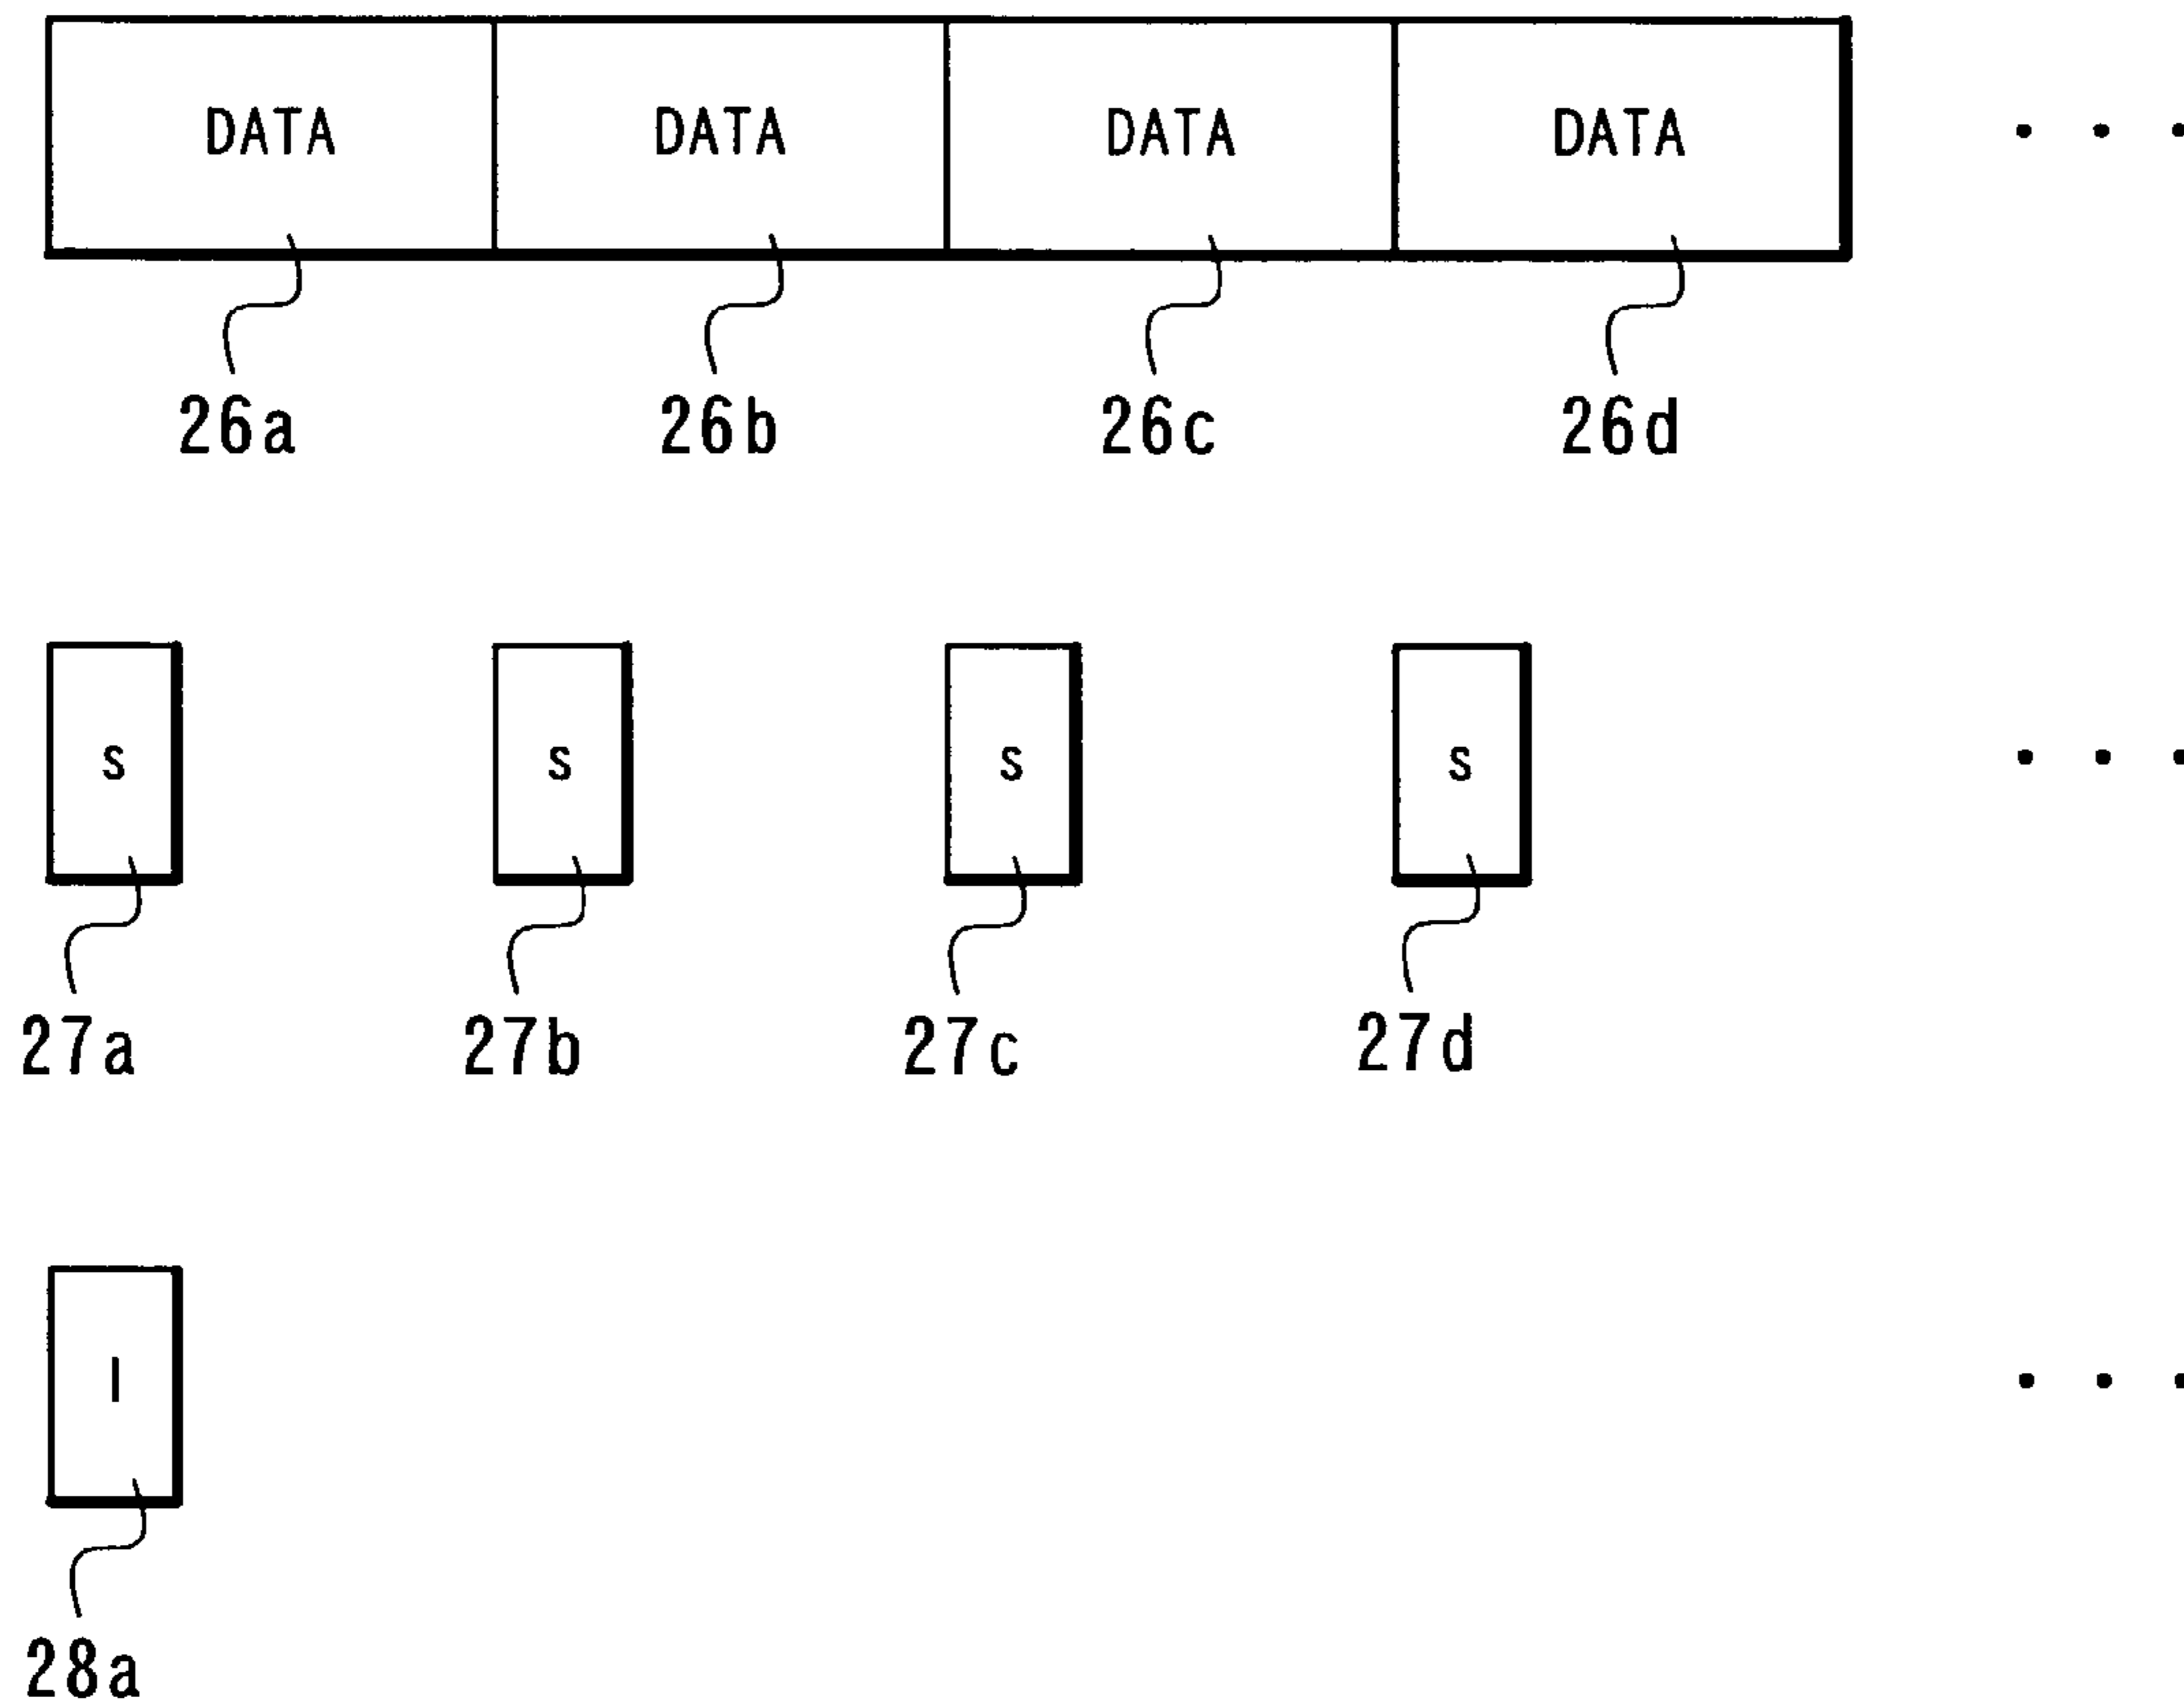 DATA DATA DATA DATA . . .
26a 26b 26c 26d
s s s s . . .
27a 27b 27c 27d
l . . .
28a